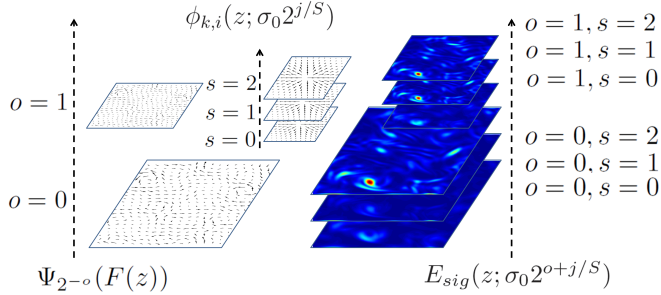 ϕ_{k,i}(z; σ_0 2^{j/S})
o = 1
o = 0
s = 2
s = 1
s = 0
o = 1, s = 2
o = 1, s = 1
o = 1, s = 0
o = 0, s = 2
o = 0, s = 1
o = 0, s = 0
Ψ_{2^{-o}}(F(z))
E_{sig}(z; σ_0 2^{o+j/S})